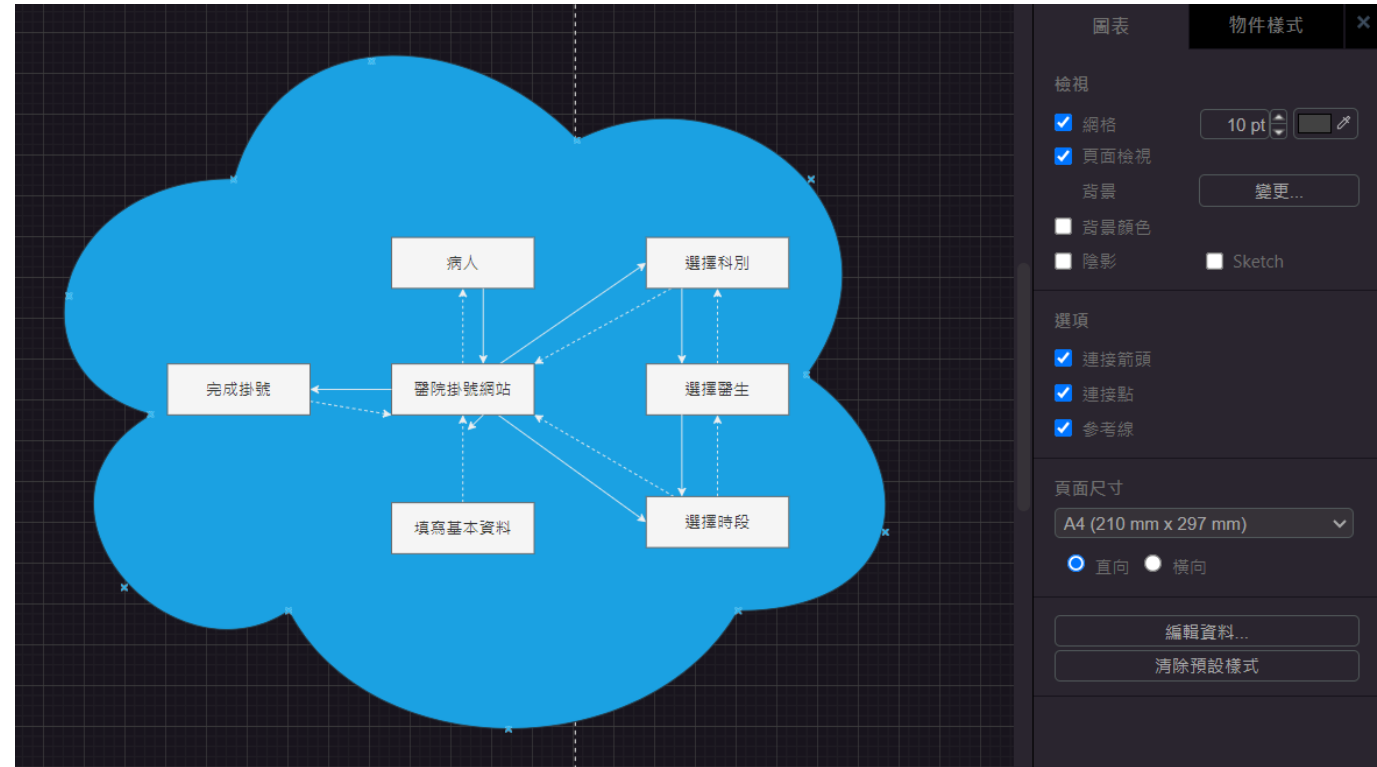 病人
選擇科別
完成掛號
醫院掛號網站
選擇醫生
填寫基本資料
選擇時段
圖表
物件樣式
檢視
網格
10 pt
頁面檢視
背景
變更...
背景顏色
陰影
Sketch
選項
連接箭頭
連接點
參考線
頁面尺寸
A4 (210 mm x 297 mm)
直向
橫向
編輯資料...
清除預設樣式